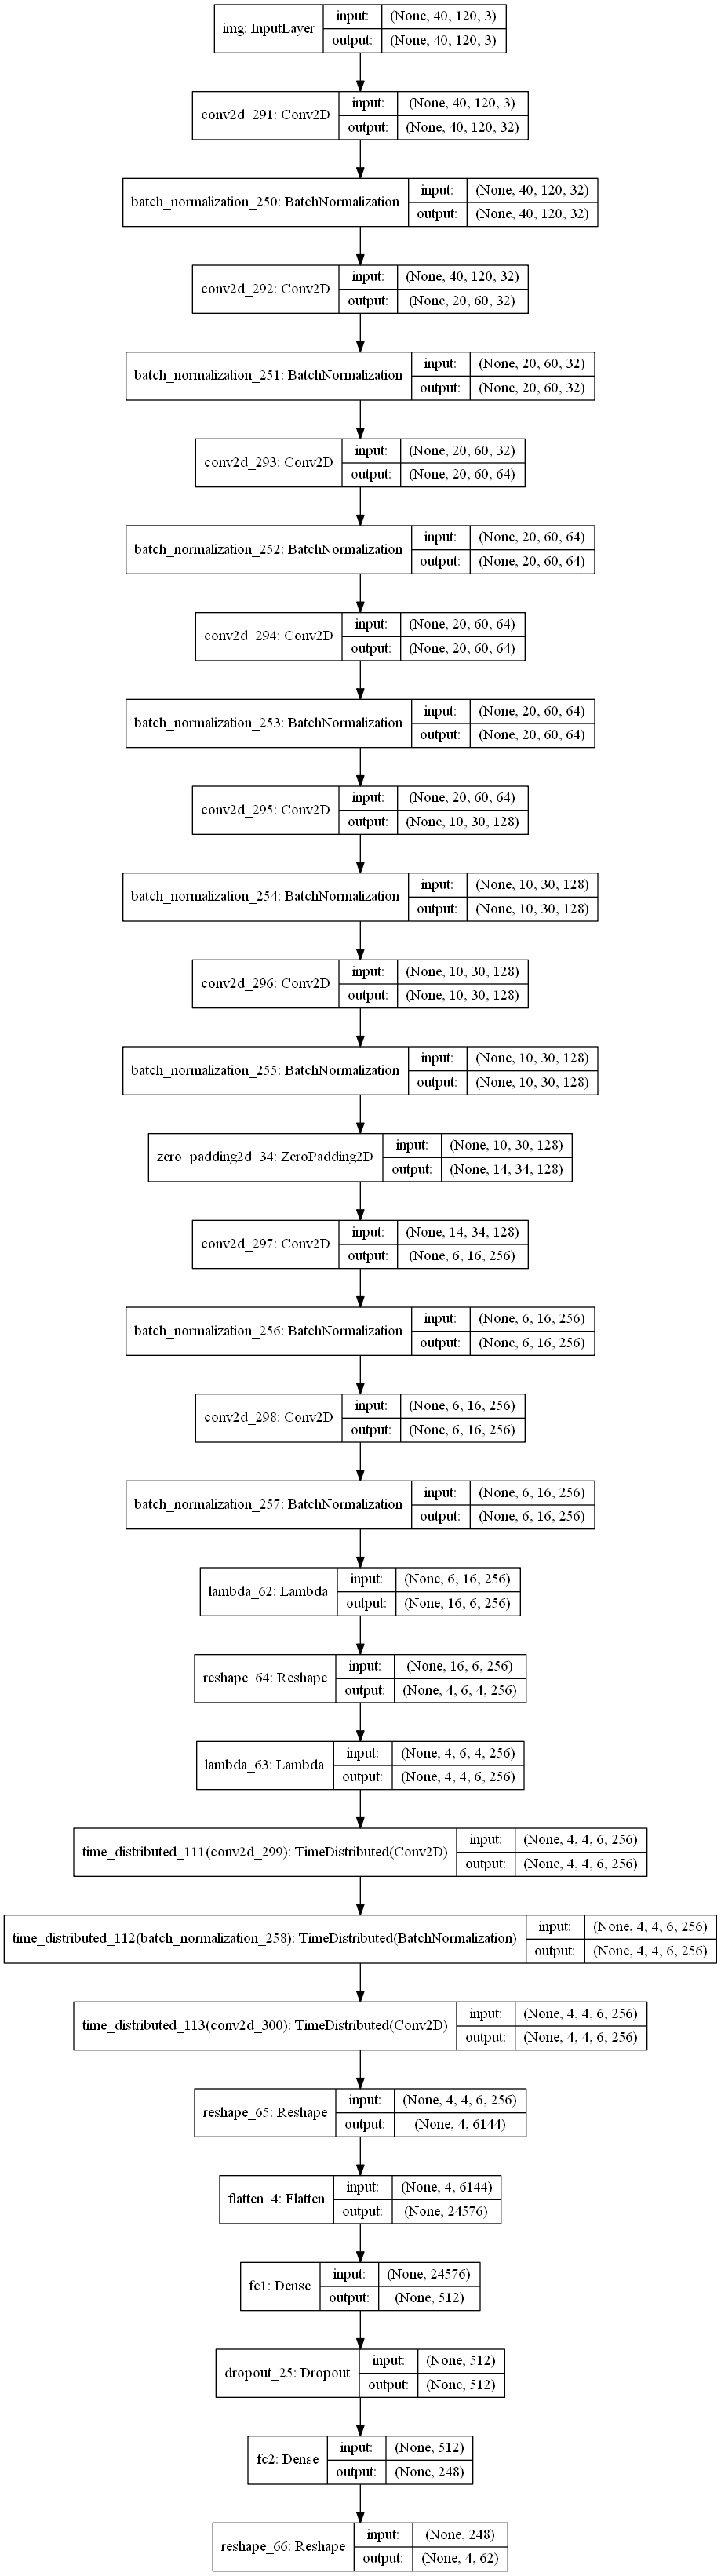 img: InputLayer
input:
(None, 40, 120, 3)
output:
(None, 40, 120, 3)
conv2d_291: Conv2D
input:
(None, 40, 120, 3)
output:
(None, 40, 120, 32)
batch_normalization_250: BatchNormalization
input:
(None, 40, 120, 32)
output:
(None, 40, 120, 32)
conv2d_292: Conv2D
input:
(None, 40, 120, 32)
output:
(None, 20, 60, 32)
batch_normalization_251: BatchNormalization
input:
(None, 20, 60, 32)
output:
(None, 20, 60, 32)
conv2d_293: Conv2D
input:
(None, 20, 60, 32)
output:
(None, 20, 60, 64)
batch_normalization_252: BatchNormalization
input:
(None, 20, 60, 64)
output:
(None, 20, 60, 64)
conv2d_294: Conv2D
input:
(None, 20, 60, 64)
output:
(None, 20, 60, 64)
batch_normalization_253: BatchNormalization
input:
(None, 20, 60, 64)
output:
(None, 20, 60, 64)
conv2d_295: Conv2D
input:
(None, 20, 60, 64)
output:
(None, 10, 30, 128)
batch_normalization_254: BatchNormalization
input:
(None, 10, 30, 128)
output:
(None, 10, 30, 128)
conv2d_296: Conv2D
input:
(None, 10, 30, 128)
output:
(None, 10, 30, 128)
batch_normalization_255: BatchNormalization
input:
(None, 10, 30, 128)
output:
(None, 10, 30, 128)
zero_padding2d_34: ZeroPadding2D
input:
(None, 10, 30, 128)
output:
(None, 14, 34, 128)
conv2d_297: Conv2D
input:
(None, 14, 34, 128)
output:
(None, 6, 16, 256)
batch_normalization_256: BatchNormalization
input:
(None, 6, 16, 256)
output:
(None, 6, 16, 256)
conv2d_298: Conv2D
input:
(None, 6, 16, 256)
output:
(None, 6, 16, 256)
batch_normalization_257: BatchNormalization
input:
(None, 6, 16, 256)
output:
(None, 6, 16, 256)
lambda_62: Lambda
input:
(None, 6, 16, 256)
output:
(None, 16, 6, 256)
reshape_64: Reshape
input:
(None, 16, 6, 256)
output:
(None, 4, 6, 4, 256)
lambda_63: Lambda
input:
(None, 4, 6, 4, 256)
output:
(None, 4, 4, 6, 256)
time_distributed_111(conv2d_299): TimeDistributed(Conv2D)
input:
(None, 4, 4, 6, 256)
output:
(None, 4, 4, 6, 256)
time_distributed_112(batch_normalization_258): TimeDistributed(BatchNormalization)
input:
(None, 4, 4, 6, 256)
output:
(None, 4, 4, 6, 256)
time_distributed_113(conv2d_300): TimeDistributed(Conv2D)
input:
(None, 4, 4, 6, 256)
output:
(None, 4, 4, 6, 256)
reshape_65: Reshape
input:
(None, 4, 4, 6, 256)
output:
(None, 4, 6144)
flatten_4: Flatten
input:
(None, 4, 6144)
output:
(None, 24576)
fc1: Dense
input:
(None, 24576)
output:
(None, 512)
dropout_25: Dropout
input:
(None, 512)
output:
(None, 512)
fc2: Dense
input:
(None, 512)
output:
(None, 248)
reshape_66: Reshape
input:
(None, 248)
output:
(None, 4, 62)